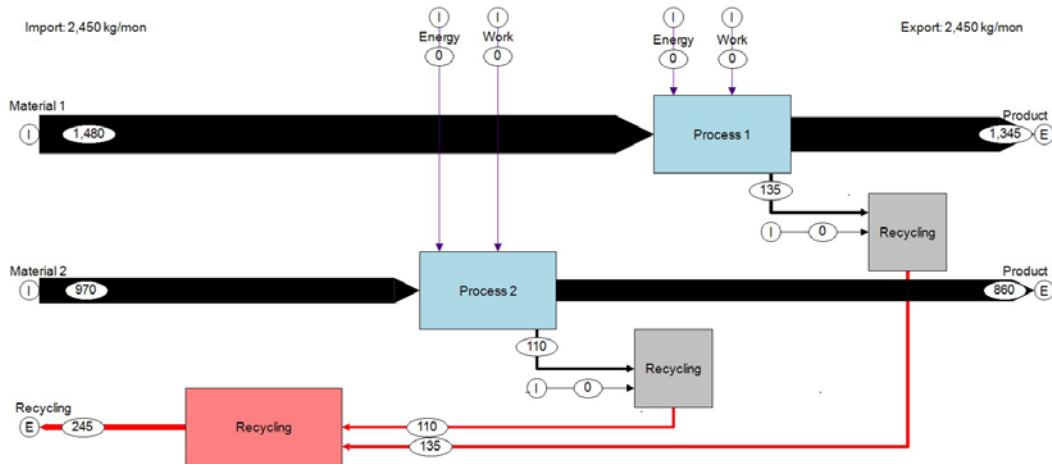 Import: 2,450 kg/mon
Export: 2,450 kg/mon
I
I
I
I
Energy
Work
Energy
Work
0
0
0
0
Material 1
Product
I
1,480
Process 1
1,345
E
135
I
0
Recycling
Material 2
Product
I
970
Process 2
860
E
110
I
0
Recycling
Recycling
E
245
Recycling
110
135